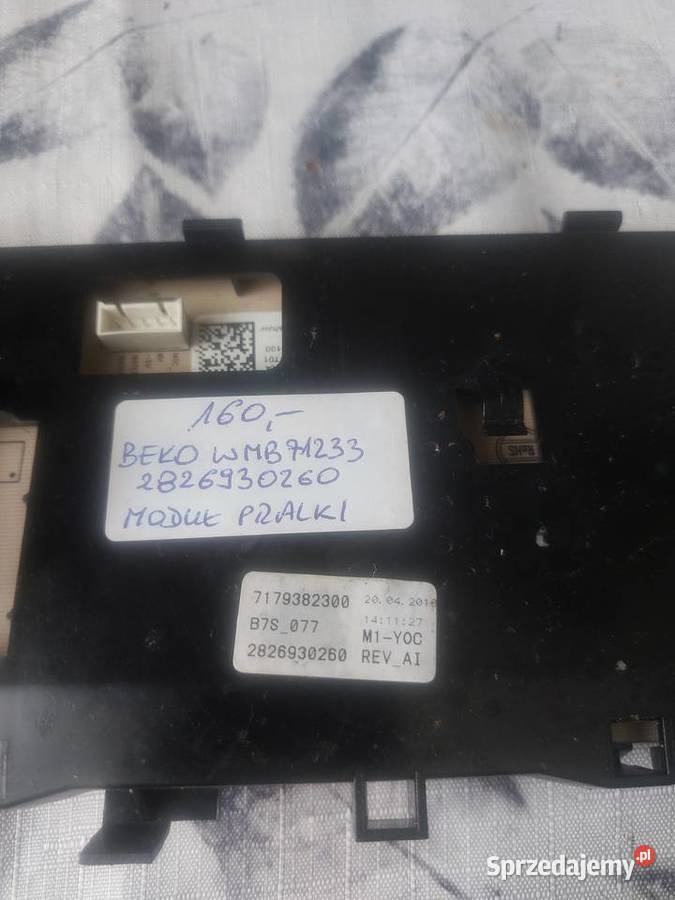 160,-
BEKO WMB71233
2826930260
MODUŁ PRALKI
7179382300 20.04.2016
B7S_077 14:11:27
M1-YOC
2826930260 REV_AI
RoHS
Sprzedajemy.pl